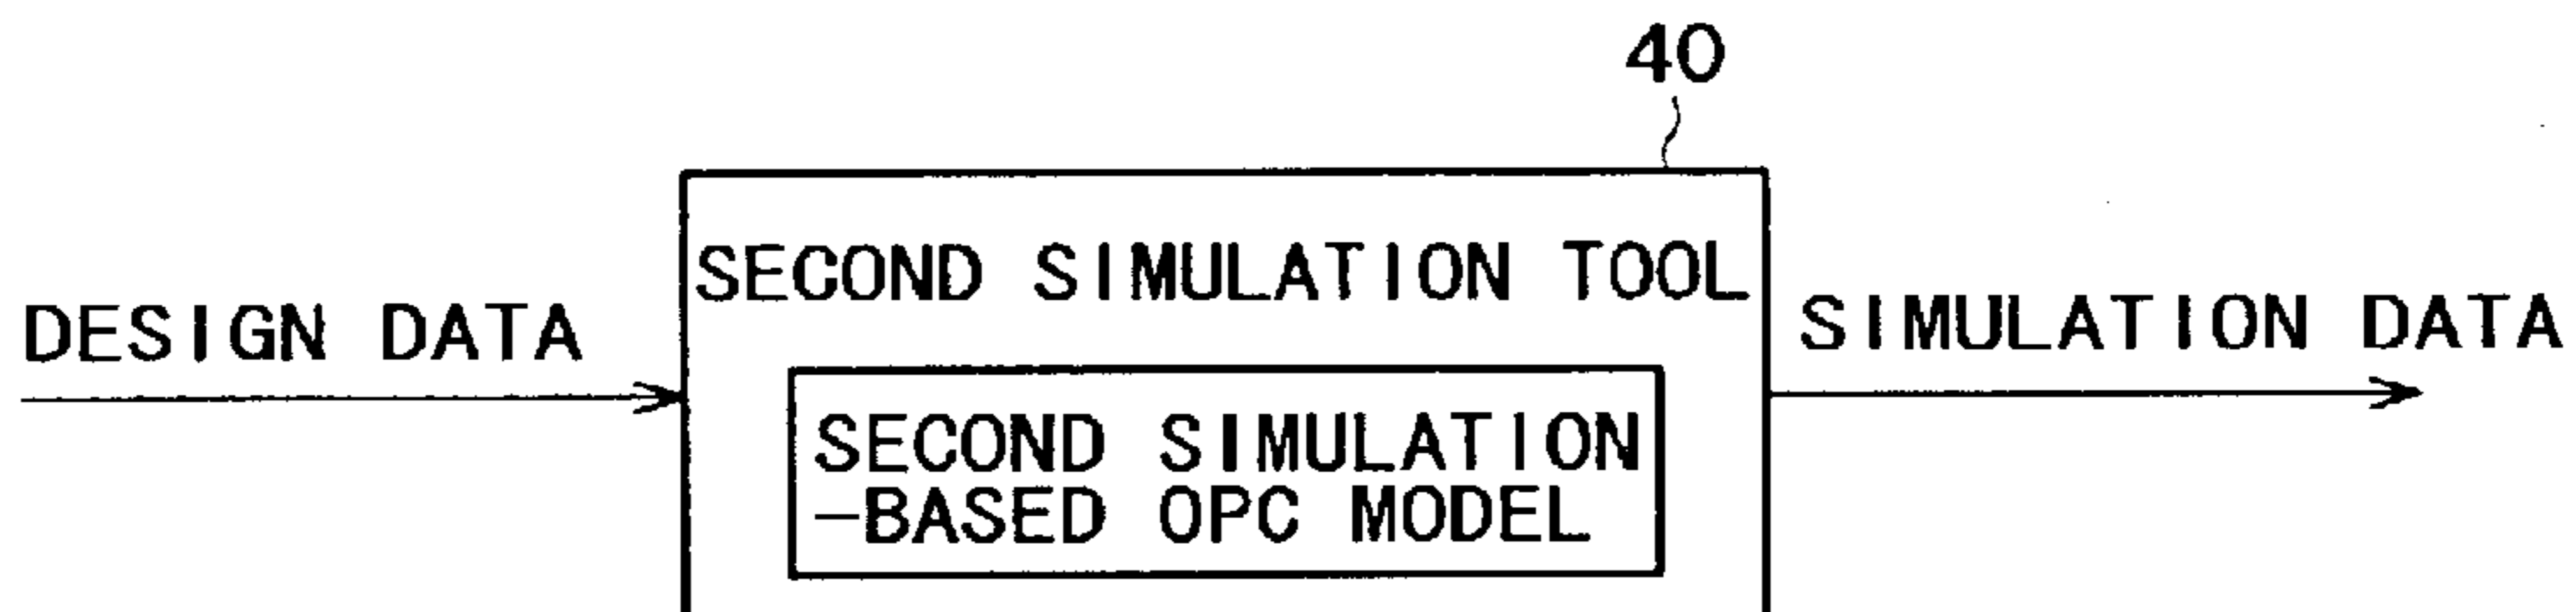 40
SECOND SIMULATION TOOL
DESIGN DATA
SIMULATION DATA
SECOND SIMULATION
-BASED OPC MODEL